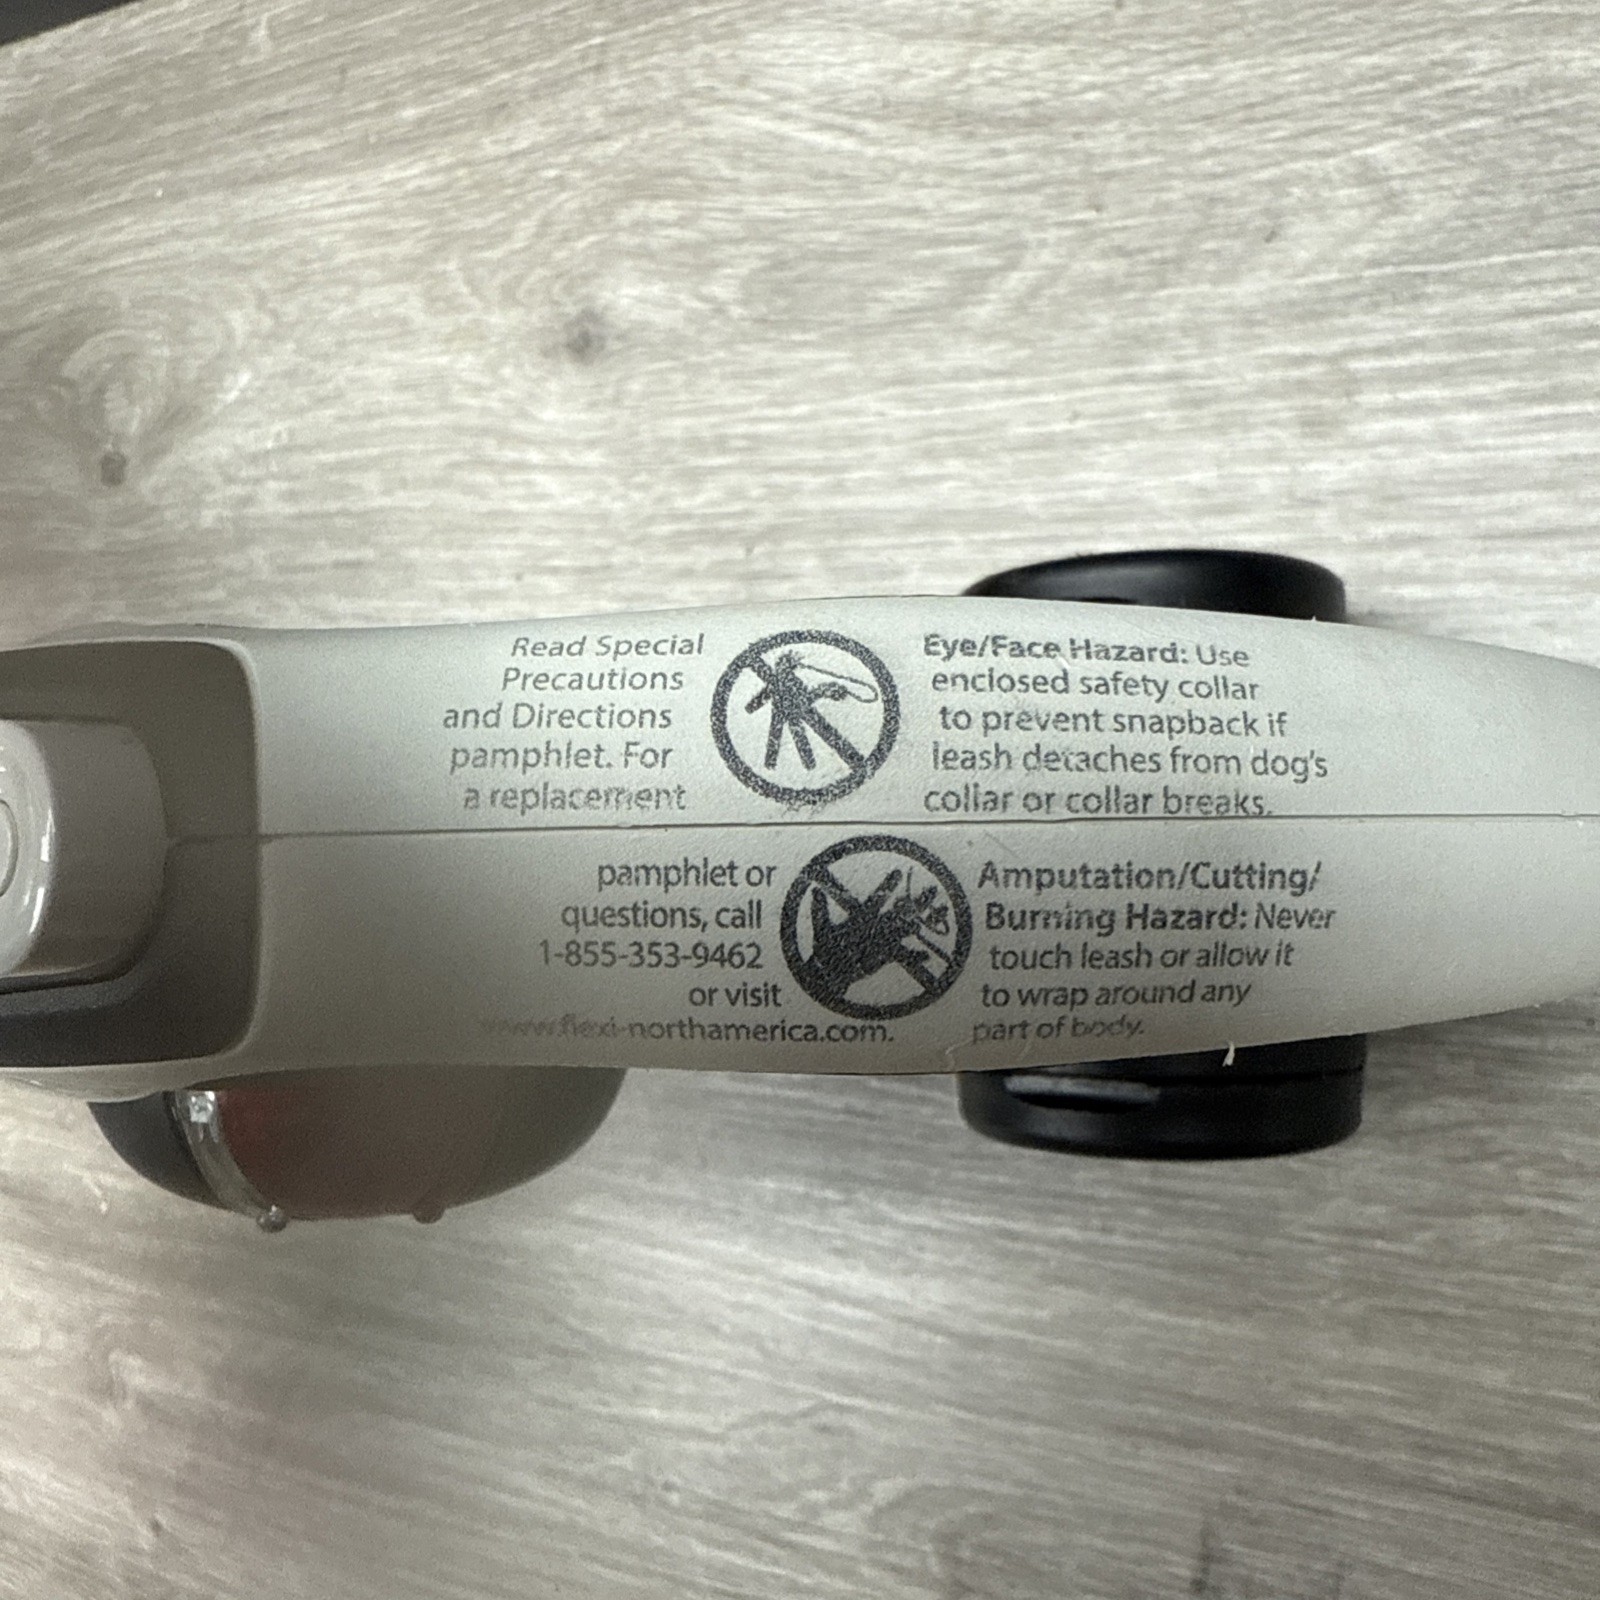 Read Special
Precautions
and Directions
pamphlet. For
a replacement
pamphlet or
questions, call
1-855-353-9462
or visit
www.flexi-northamerica.com.
Eye/Face Hazard: Use
enclosed safety collar
to prevent snapback if
leash detaches from dog's
collar or collar breaks.
Amputation/Cutting/
Burning Hazard: Never
touch leash or allow it
to wrap around any
part of body.